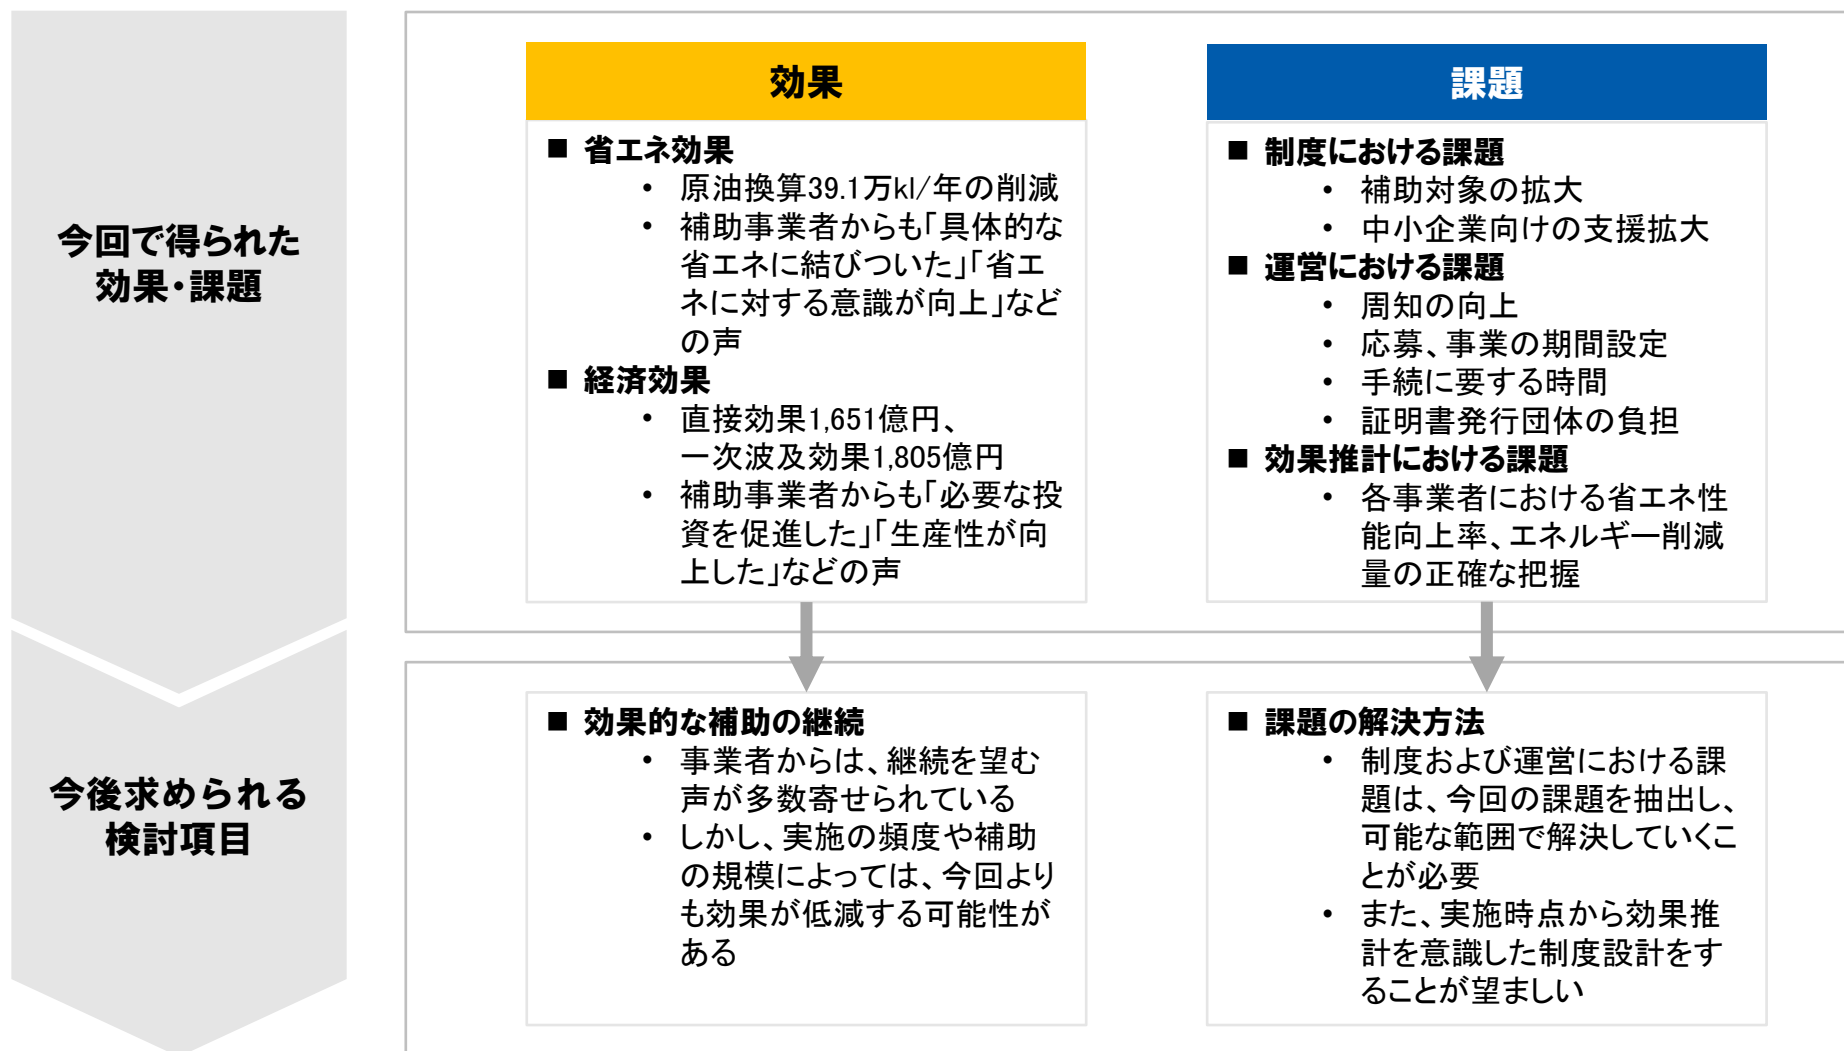 今回で得られた
効果・課題
効果
■ 省エネ効果
• 原油換算39.1万kl/年の削減
• 補助事業者からも「具体的な
省エネに結びついた」「省エ
ネに対する意識が向上」など
の声
■ 経済効果
• 直接効果1,651億円、
一次波及効果1,805億円
• 補助事業者からも「必要な投
資を促進した」「生産性が向
上した」などの声
課題
■ 制度における課題
• 補助対象の拡大
• 中小企業向けの支援拡大
■ 運営における課題
• 周知の向上
• 応募、事業の期間設定
• 手続に要する時間
• 証明書発行団体の負担
■ 効果推計における課題
• 各事業者における省エネ性
能向上率、エネルギー削減
量の正確な把握
今後求められる
検討項目
■ 効果的な補助の継続
• 事業者からは、継続を望む
声が多数寄せられている
• しかし、実施の頻度や補助
の規模によっては、今回より
も効果が低減する可能性が
ある
■ 課題の解決方法
• 制度および運営における課
題は、今回の課題を抽出し、
可能な範囲で解決していくこ
とが必要
• また、実施時点から効果推
計を意識した制度設計をす
ることが望ましい